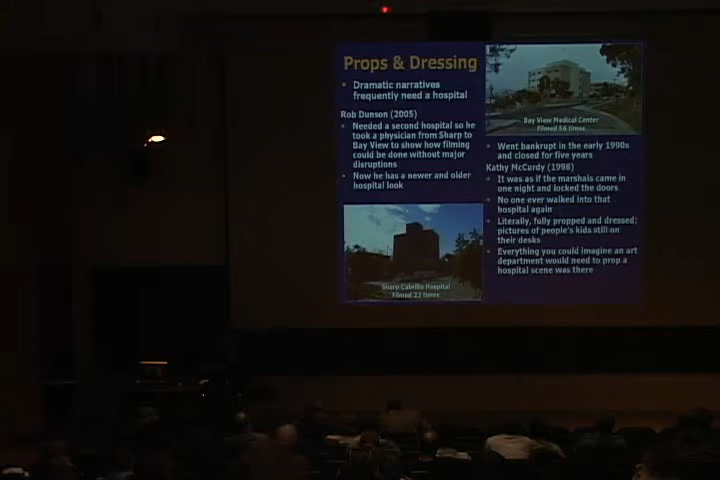 Props & Dressing
Dramatic narratives
frequently need a hospital
Rob Dunson (2005)
Needed a second hospital so he
took a physician from Sharp to
Bay View to show how filming
could be done without major
disruptions
Now he has a newer and older
hospital look
Sharp Cabrillo Hospital
Filmed 22 times
Bay View Medical Center
Filmed 56 times
Went bankrupt in the early 1990s
and closed for five years
Kathy McCurdy (1998)
It was as if the marshals came in
one night and locked the doors
No one ever walked into that
hospital again
Literally, fully propped and dressed;
pictures of people's kids still on
their desks
Everything you could imagine an art
department would need to prop a
hospital scene was there